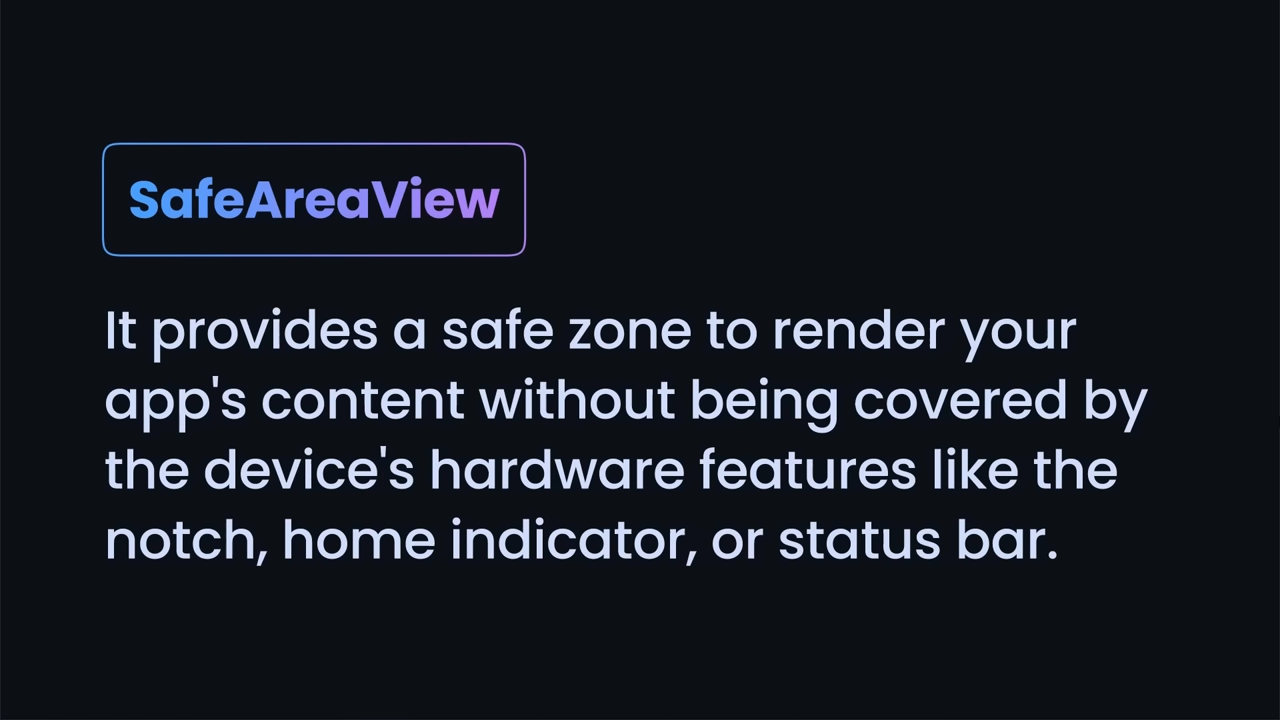 SafeAreaView
It provides a safe zone to render your
app's content without being covered by
the device's hardware features like the
notch, home indicator, or status bar.